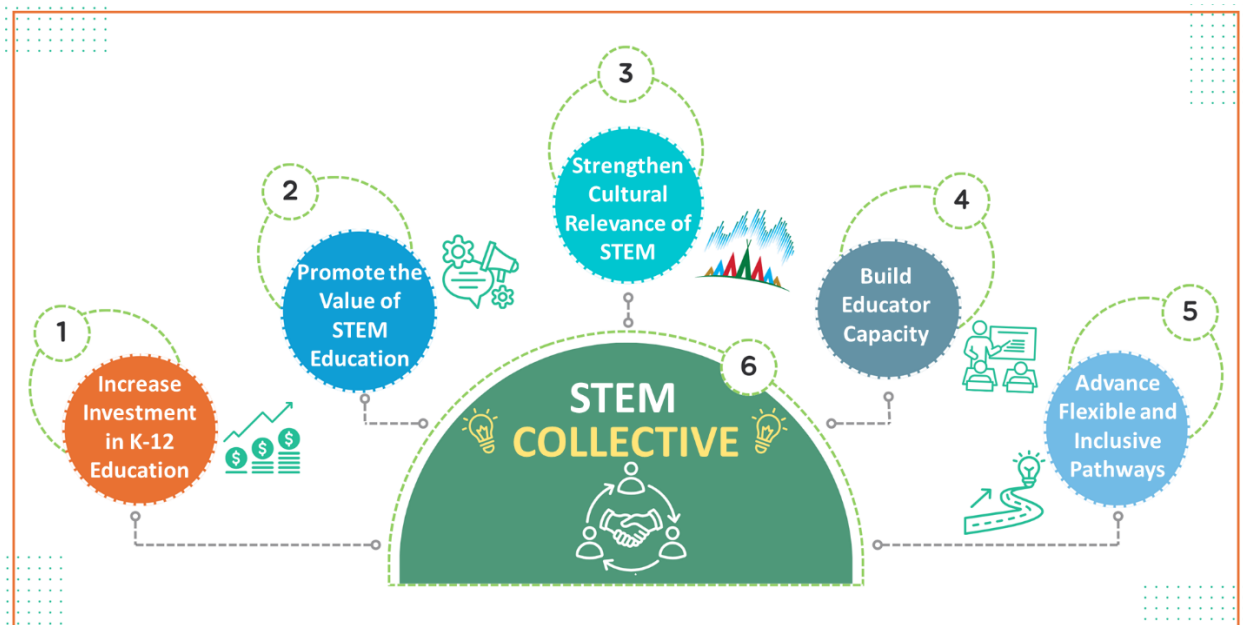 1
Increase
Investment
in K-12
Education
$ $ $
2
Promote the
Value of
STEM
Education
3
Strengthen
Cultural
Relevance of
STEM
4
Build
Educator
Capacity
5
Advance
Flexible and
Inclusive
Pathways
6
STEM
COLLECTIVE